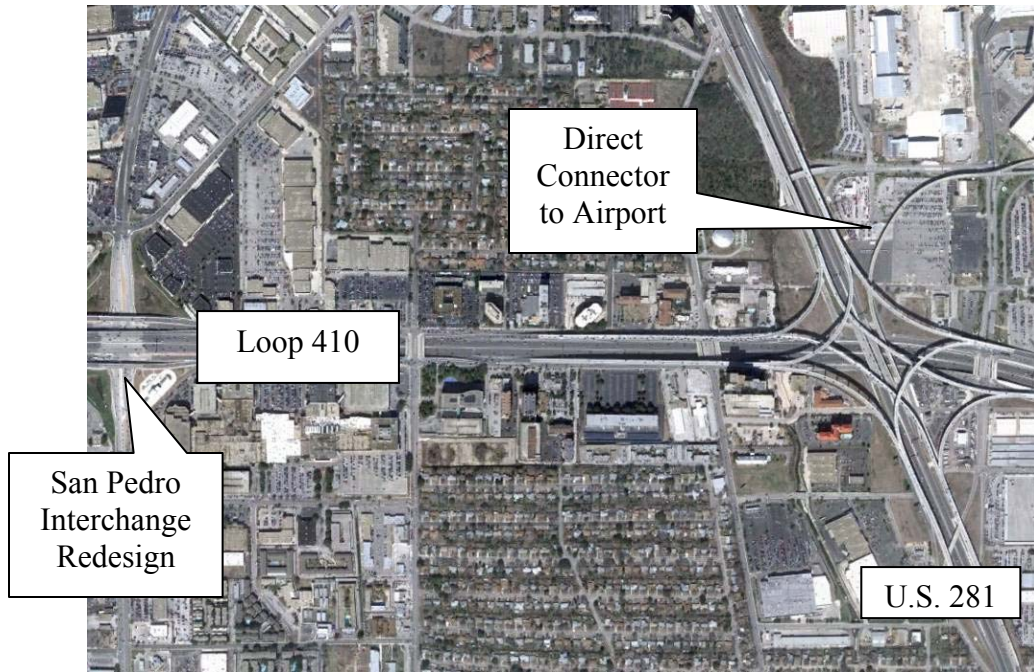 Direct
Connector
to Airport
Loop 410
San Pedro
Interchange
Redesign
U.S. 281